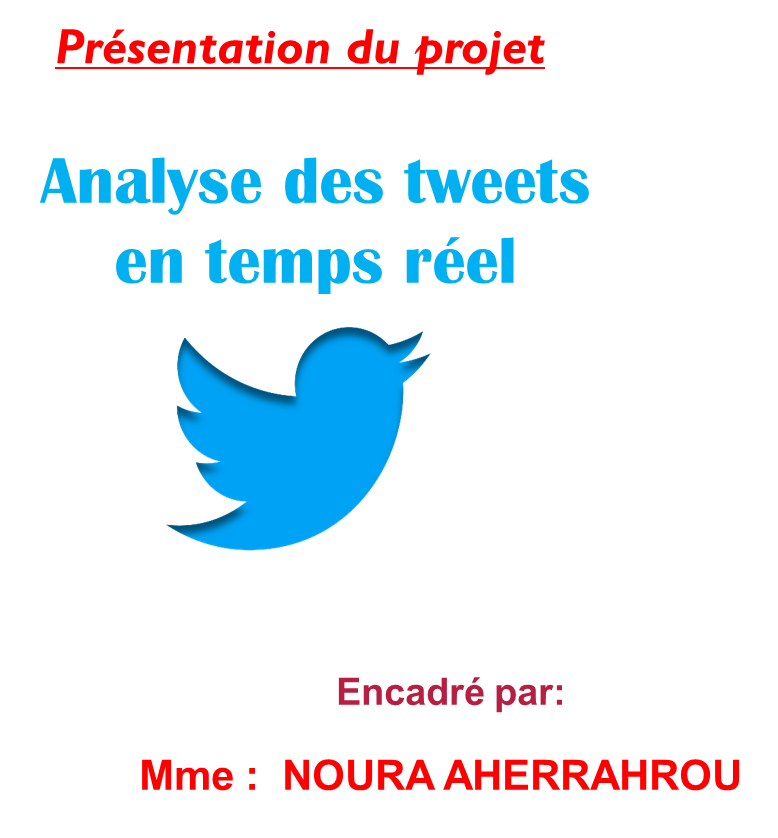 Présentation du projet
Analyse des tweets
en temps réel
Encadré par:
Mme :  NOURA AHERRAHROU